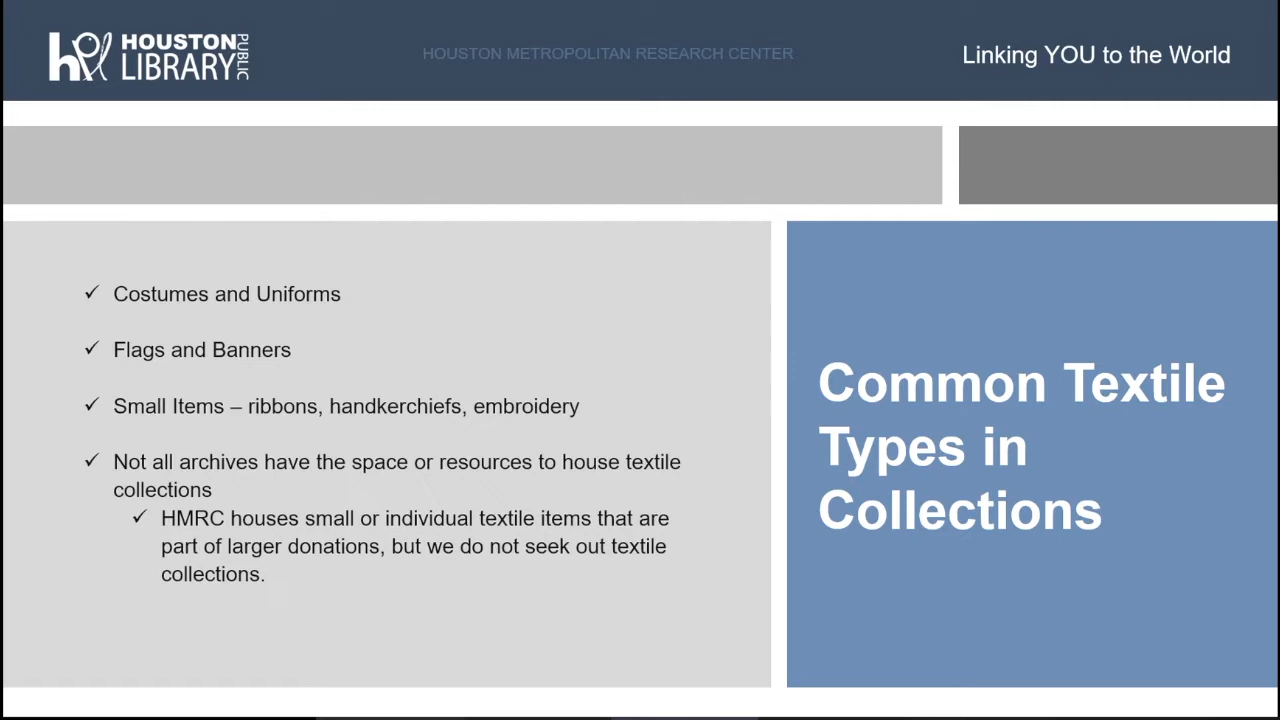 HOUSTON
LIBRARY
PUBLIC
HOUSTON METROPOLITAN RESEARCH CENTER
Linking YOU to the World
✓ Costumes and Uniforms
✓ Flags and Banners
✓ Small Items – ribbons, handkerchiefs, embroidery
✓ Not all archives have the space or resources to house textile
collections
✓ HMRC houses small or individual textile items that are
part of larger donations, but we do not seek out textile
collections.
Common Textile
Types in
Collections